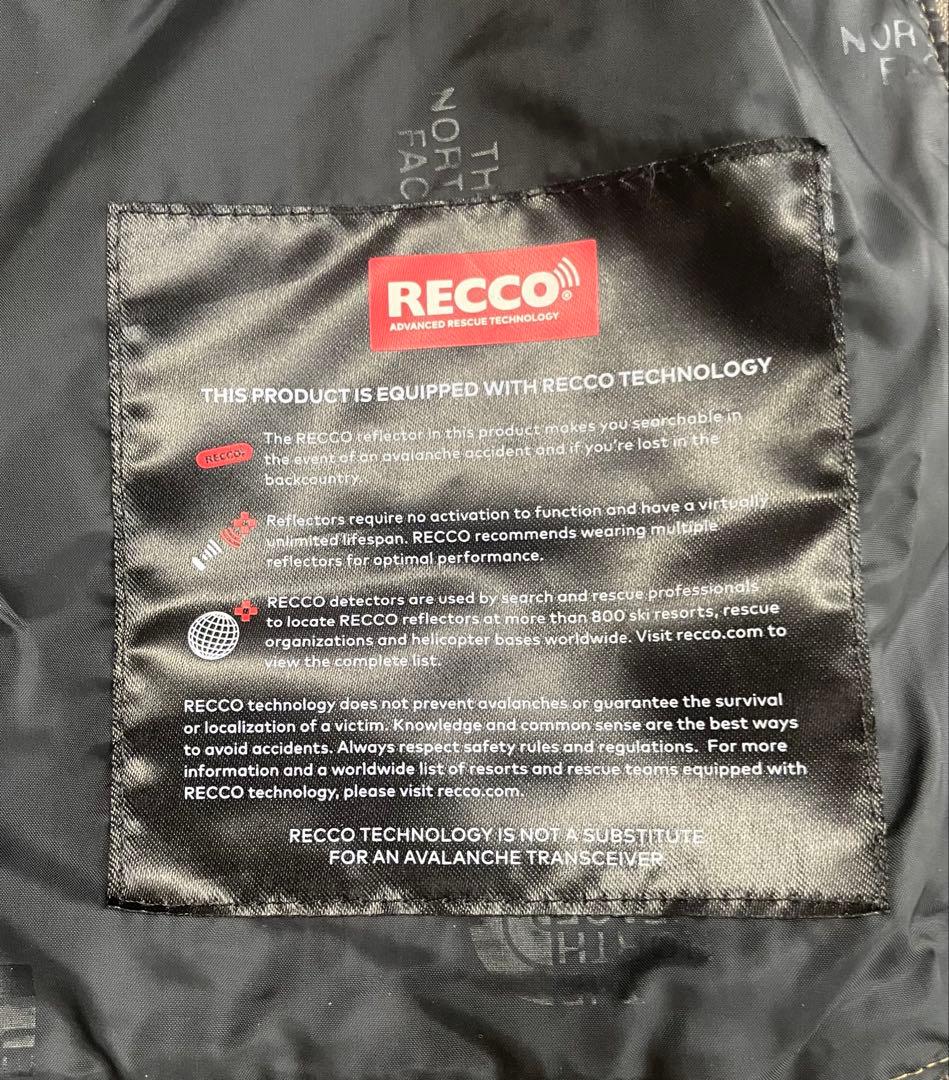 NOR
FAC
TH
NORT
FAC
RECCO®
ADVANCED RESCUE TECHNOLOGY
THIS PRODUCT IS EQUIPPED WITH RECCO TECHNOLOGY
RECCO®
The RECCO reflector in this product makes you searchable in
the event of an avalanche accident and if you're lost in the
backcountry.
Reflectors require no activation to function and have a virtually
unlimited lifespan. RECCO recommends wearing multiple
reflectors for optimal performance.
RECCO detectors are used by search and rescue professionals
to locate RECCO reflectors at more than 800 ski resorts, rescue
organizations and helicopter bases worldwide. Visit recco.com to
view the complete list.
RECCO technology does not prevent avalanches or guarantee the survival
or localization of a victim. Knowledge and common sense are the best ways
to avoid accidents. Always respect safety rules and regulations. For more
information and a worldwide list of resorts and rescue teams equipped with
RECCO technology, please visit recco.com.
RECCO TECHNOLOGY IS NOT A SUBSTITUTE
FOR AN AVALANCHE TRANSCEIVER